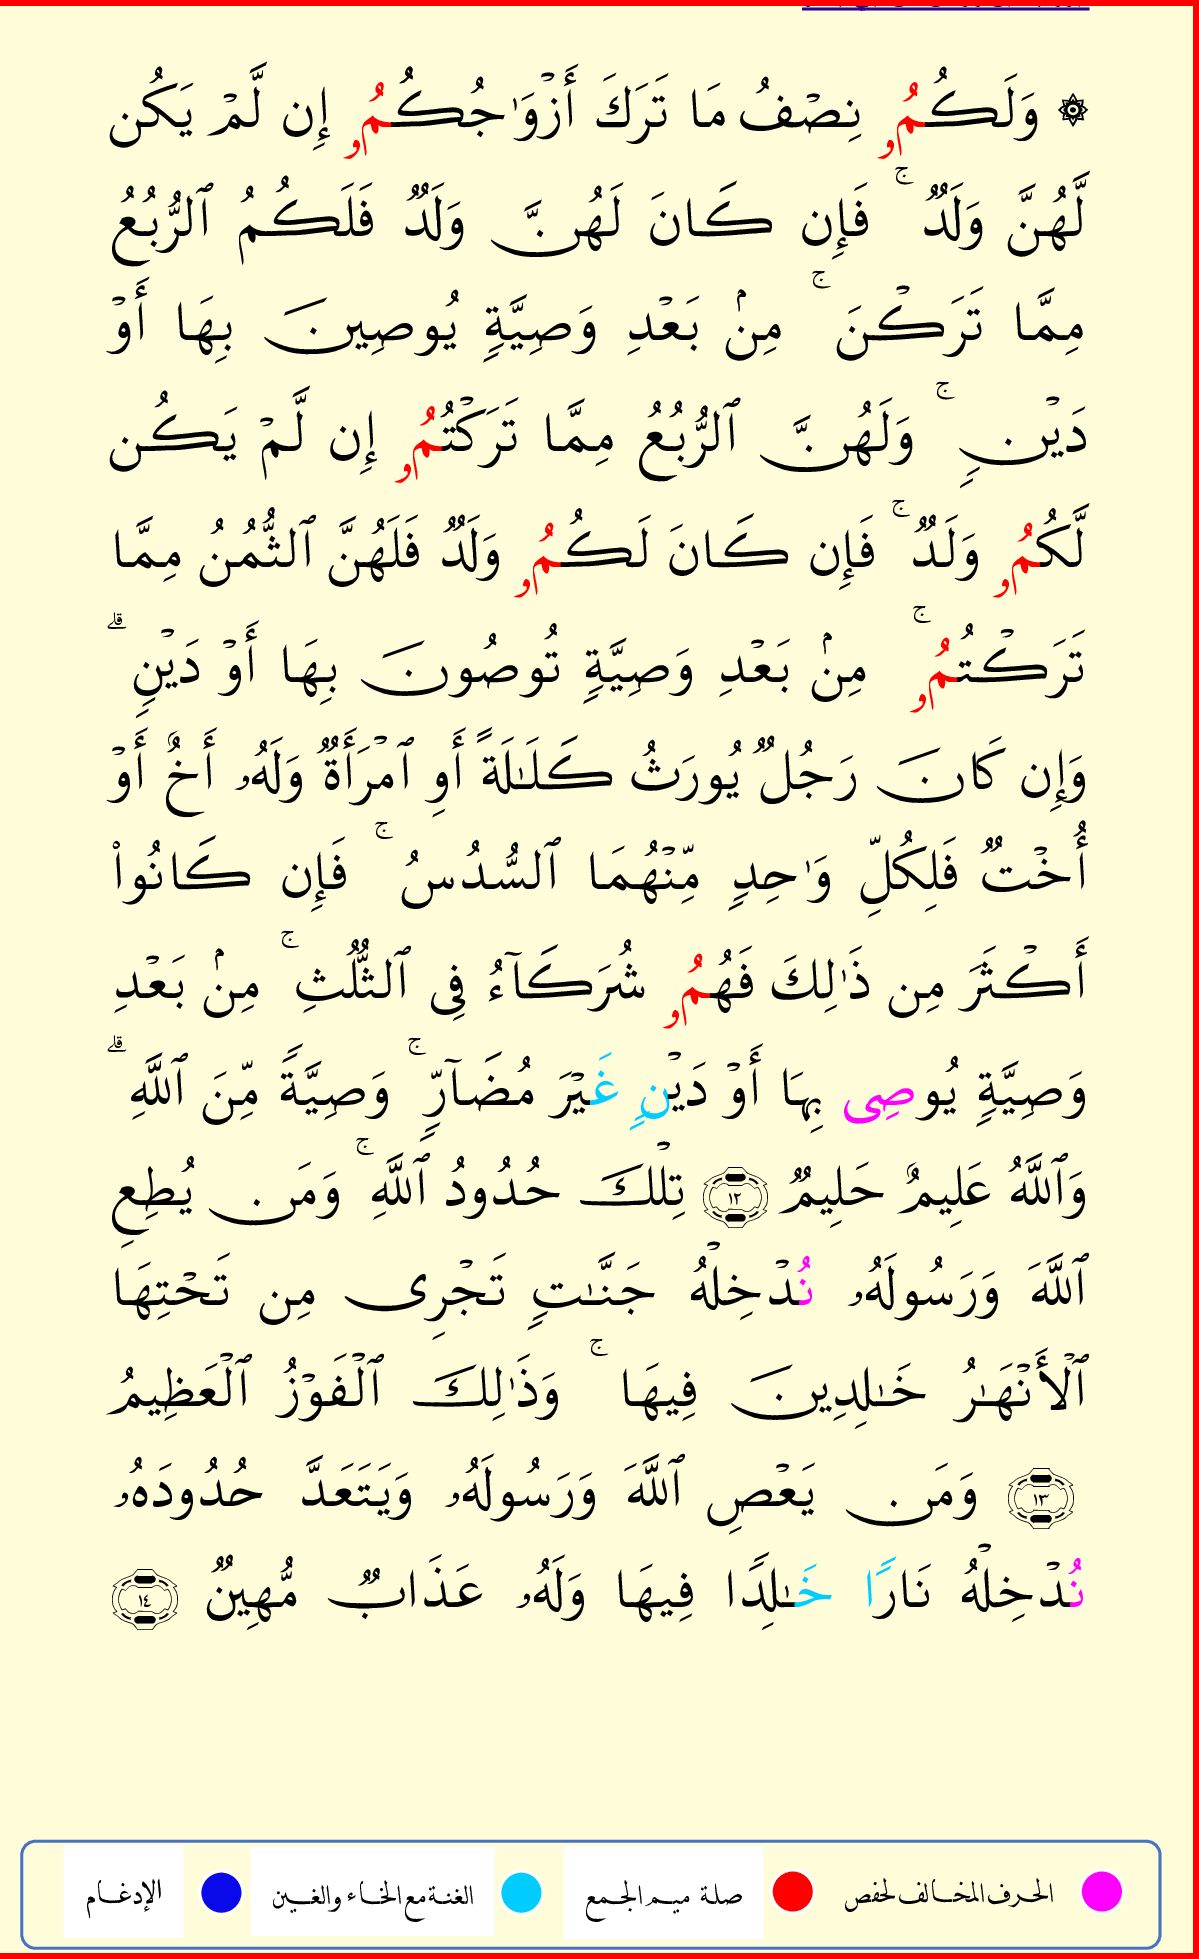 ۞ وَلَكُمُۥ نِصۡفُ مَا تَرَكَ أَزۡوَٰجُكُمُۥ إِن لَّمۡ يَكُن
لَّهُنَّ وَلَدٞۚ فَإِن كَانَ لَهُنَّ وَلَدٞ فَلَكُمُ ٱلرُّبُعُ
مِمَّا تَرَكۡنَۚ مِنۢ بَعۡدِ وَصِيَّةٖ يُوصِينَ بِهَا أَوۡ
دَيۡنٖۚ وَلَهُنَّ ٱلرُّبُعُ مِمَّا تَرَكۡتُمُۥ إِن لَّمۡ يَكُن
لَّكُمُۥ وَلَدٞۚ فَإِن كَانَ لَكُمُۥ وَلَدٞ فَلَهُنَّ ٱلثُّمُنُ مِمَّا
تَرَكۡتُمُۥۚ مِنۢ بَعۡدِ وَصِيَّةٖ تُوصُونَ بِهَا أَوۡ دَيۡنٖۗ
وَإِن كَانَ رَجُلٞ يُورَثُ كَلَٰلَةً أَوِ ٱمۡرَأَةٞ وَلَهُۥ أَخٌ أَوۡ
أُخۡتٞ فَلِكُلِّ وَٰحِدٖ مِّنۡهُمَا ٱلسُّدُسُۚ فَإِن كَانُواْ
أَكۡثَرَ مِن ذَٰلِكَ فَهُمُۥ شُرَكَآءُ فِي ٱلثُّلُثِۚ مِنۢ بَعۡدِ
وَصِيَّةٖ يُوصِي بِهَا أَوۡ دَيۡنٍ غَيۡرَ مُضَآرّٖۚ وَصِيَّةٗ مِّنَ ٱللَّهِۗ
وَٱللَّهُ عَلِيمٌ حَلِيمٞ ١٢ تِلۡكَ حُدُودُ ٱللَّهِۚ وَمَن يُطِعِ
ٱللَّهَ وَرَسُولَهُۥ نُدۡخِلۡهُ جَنَّٰتٖ تَجۡرِي مِن تَحۡتِهَا
ٱلۡأَنۡهَٰرُ خَٰلِدِينَ فِيهَاۚ وَذَٰلِكَ ٱلۡفَوۡزُ ٱلۡعَظِيمُ
١٣ وَمَن يَعۡصِ ٱللَّهَ وَرَسُولَهُۥ وَيَتَعَدَّ حُدُودَهُۥ
نُدۡخِلۡهُ نَارًا خَٰلِدٗا فِيهَا وَلَهُۥ عَذَابٞ مُّهِينٞ ١٤
الحرف المخالف لحفص صلة ميم الجمع الغنة مع الخاء والغين الإدغام